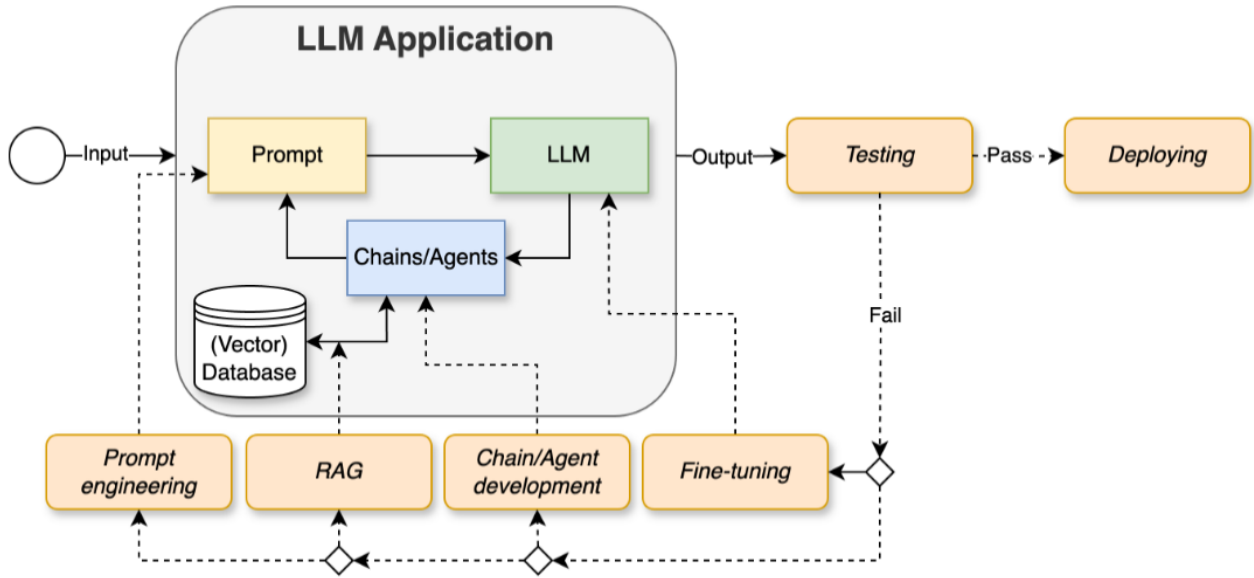 LLM Application
Input
Prompt
LLM
Output
Testing
Pass
Deploying
Chains/Agents
(Vector)
Database
Fail
Prompt
engineering
RAG
Chain/Agent
development
Fine-tuning